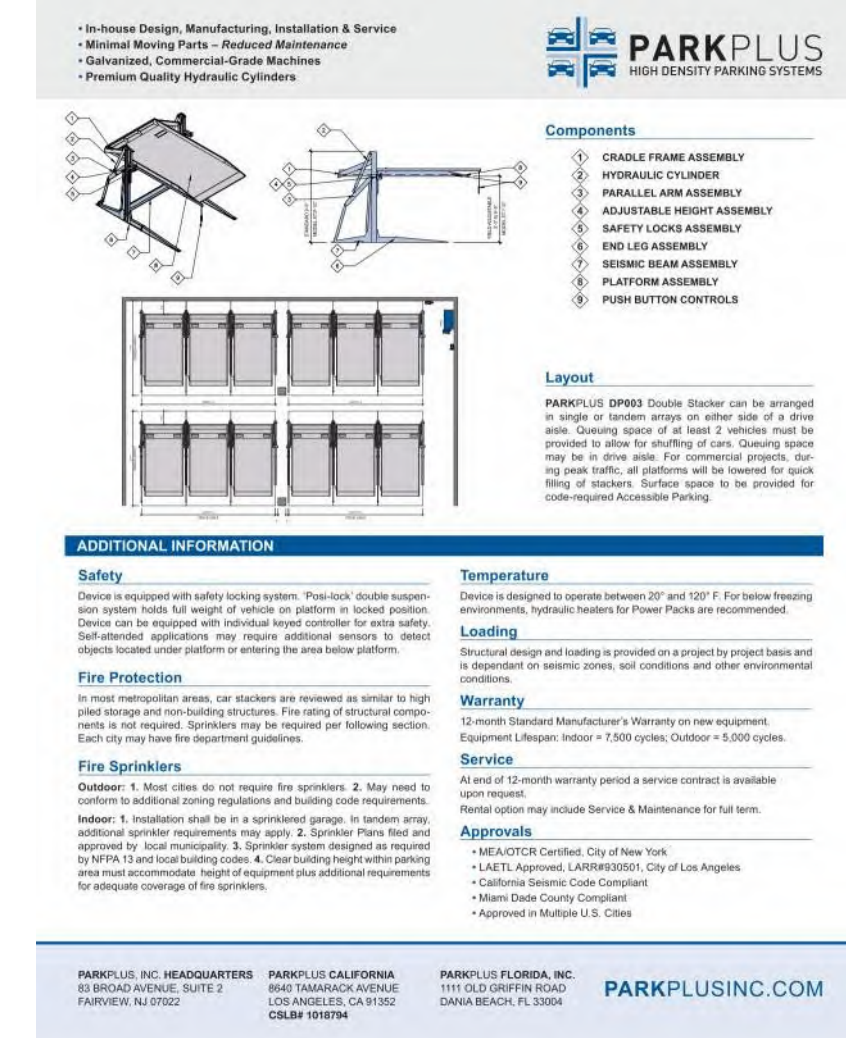 • In-house Design, Manufacturing, Installation & Service
• Minimal Moving Parts – Reduced Maintenance
• Galvanized, Commercial-Grade Machines
• Premium Quality Hydraulic Cylinders
PARKPLUS
HIGH DENSITY PARKING SYSTEMS
Components
1 CRADLE FRAME ASSEMBLY
2 HYDRAULIC CYLINDER
3 PARALLEL ARM ASSEMBLY
4 ADJUSTABLE HEIGHT ASSEMBLY
5 SAFETY LOCKS ASSEMBLY
6 END LEG ASSEMBLY
7 SEISMIC BEAM ASSEMBLY
8 PLATFORM ASSEMBLY
9 PUSH BUTTON CONTROLS
Layout
PARKPLUS DP003 Double Stacker can be arranged
in single or tandem arrays on either side of a drive
aisle. Queuing space of at least 2 vehicles must be
provided to allow for shuffling of cars. Queuing space
may be in drive aisle. For commercial projects, dur-
ing peak traffic, all platforms will be lowered for quick
filling of stackers. Surface space to be provided for
code-required Accessible Parking.
ADDITIONAL INFORMATION
Safety
Device is equipped with safety locking system. 'Posi-lock' double suspen-
sion system holds full weight of vehicle on platform in locked position.
Device can be equipped with individual keyed controller for extra safety.
Self-attended applications may require additional sensors to detect
objects located under platform or entering the area below platform.
Fire Protection
In most metropolitan areas, car stackers are reviewed as similar to high
piled storage and non-building structures. Fire rating of structural compo-
nents is not required. Sprinklers may be required per following section.
Each city may have fire department guidelines.
Fire Sprinklers
Outdoor: 1. Most cities do not require fire sprinklers. 2. May need to
conform to additional zoning regulations and building code requirements.
Indoor: 1. Installation shall be in a sprinklered garage. In tandem array,
additional sprinkler requirements may apply. 2. Sprinkler Plans filed and
approved by local municipality. 3. Sprinkler system designed as required
by NFPA 13 and local building codes. 4. Clear building height within parking
area must accommodate height of equipment plus additional requirements
for adequate coverage of fire sprinklers.
Temperature
Device is designed to operate between 20° and 120° F. For below freezing
environments, hydraulic heaters for Power Packs are recommended.
Loading
Structural design and loading is provided on a project by project basis and
is dependant on seismic zones, soil conditions and other environmental
conditions.
Warranty
12-month Standard Manufacturer's Warranty on new equipment.
Equipment Lifespan: Indoor = 7,500 cycles; Outdoor = 5,000 cycles.
Service
At end of 12-month warranty period a service contract is available
upon request.
Rental option may include Service & Maintenance for full term.
Approvals
• MEA/OTCR Certified, City of New York
• LAETL Approved, LARR#930501, City of Los Angeles
• California Seismic Code Compliant
• Miami Dade County Compliant
• Approved in Multiple U.S. Cities
PARKPLUS, INC. HEADQUARTERS
83 BROAD AVENUE, SUITE 2
FAIRVIEW, NJ 07022
PARKPLUS CALIFORNIA
8640 TAMARACK AVENUE
LOS ANGELES, CA 91352
CSLB# 1018794
PARKPLUS FLORIDA, INC.
1111 OLD GRIFFIN ROAD
DANIA BEACH, FL 33004
PARKPLUSINC.COM